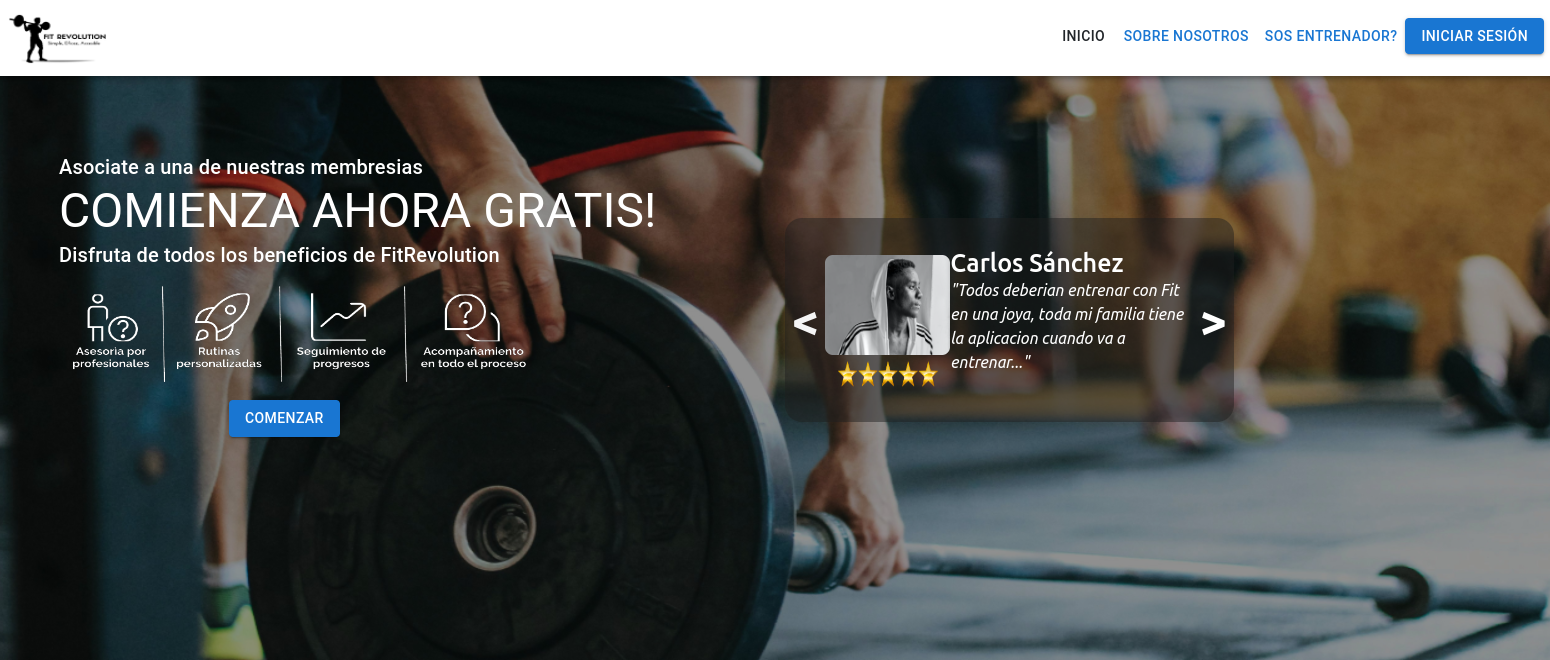 FIT REVOLUTION
Simple, Eficaz, Accesible
INICIO
SOBRE NOSOTROS
SOS ENTRENADOR?
INICIAR SESIÓN
Asociate a una de nuestras membresias
COMIENZA AHORA GRATIS!
Disfruta de todos los beneficios de FitRevolution
Asesoria por
profesionales
Rutinas
personalizadas
Seguimiento de
progresos
Acompañamiento
en todo el proceso
COMENZAR
<
Carlos Sánchez
"Todos deberian entrenar con Fit
en una joya, toda mi familia tiene
la aplicacion cuando va a
entrenar..."
>